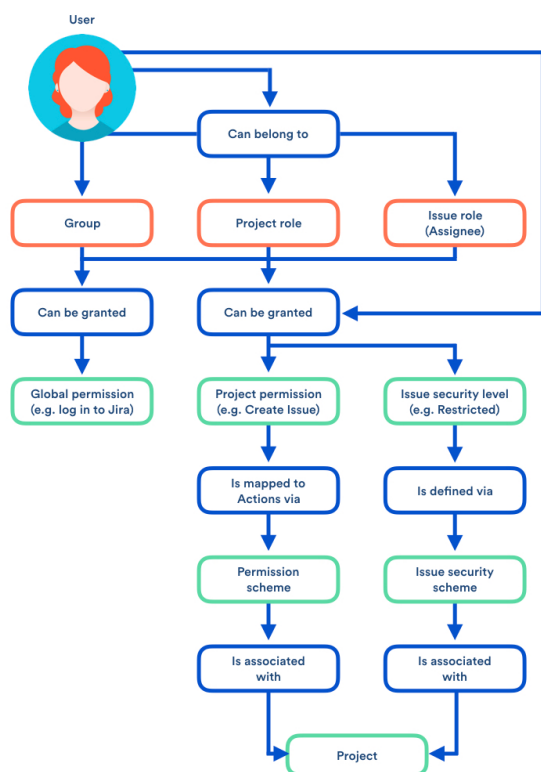 User
Can belong to
Group
Project role
Issue role
(Assignee)
Can be granted
Can be granted
Global permission
(e.g. log in to Jira)
Project permission
(e.g. Create Issue)
Issue security level
(e.g. Restricted)
Is mapped to
Actions via
Is defined via
Permission
scheme
Issue security
scheme
Is associated
with
Is associated
with
Project